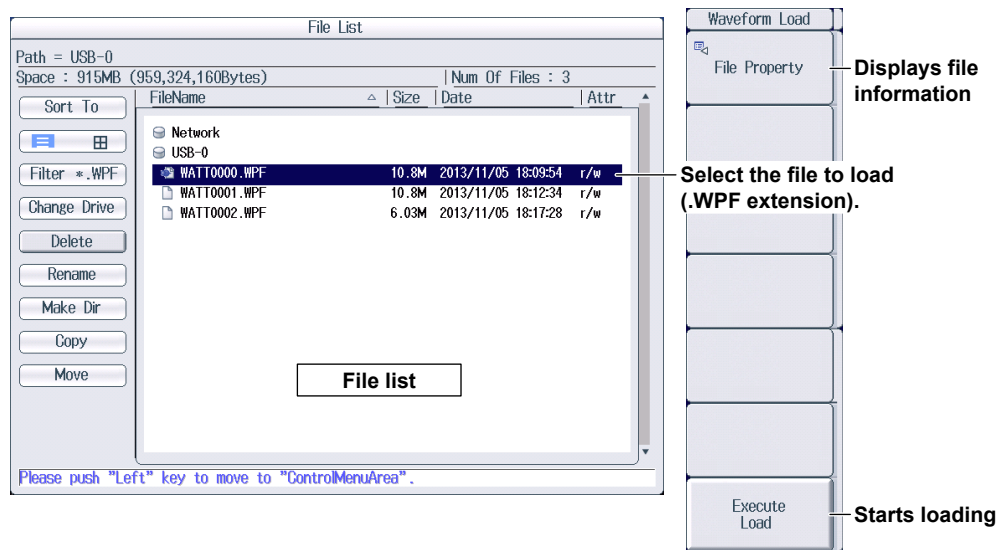 File List
Path = USB-0
Space : 915MB (959,324,160Bytes) Num Of Files : 3
FileName Size Date Attr
Sort To
Filter *.WPF
Change Drive
Delete
Rename
Make Dir
Copy
Move
Network
USB-0
WATT0000.WPF 10.8M 2013/11/05 18:09:54 r/w
WATT0001.WPF 10.8M 2013/11/05 18:12:34 r/w
WATT0002.WPF 6.03M 2013/11/05 18:17:28 r/w
File list
Please push "Left" key to move to "ControlMenuArea".
Waveform Load
File Property
Displays file
information
Select the file to load
(.WPF extension).
Execute
Load
Starts loading